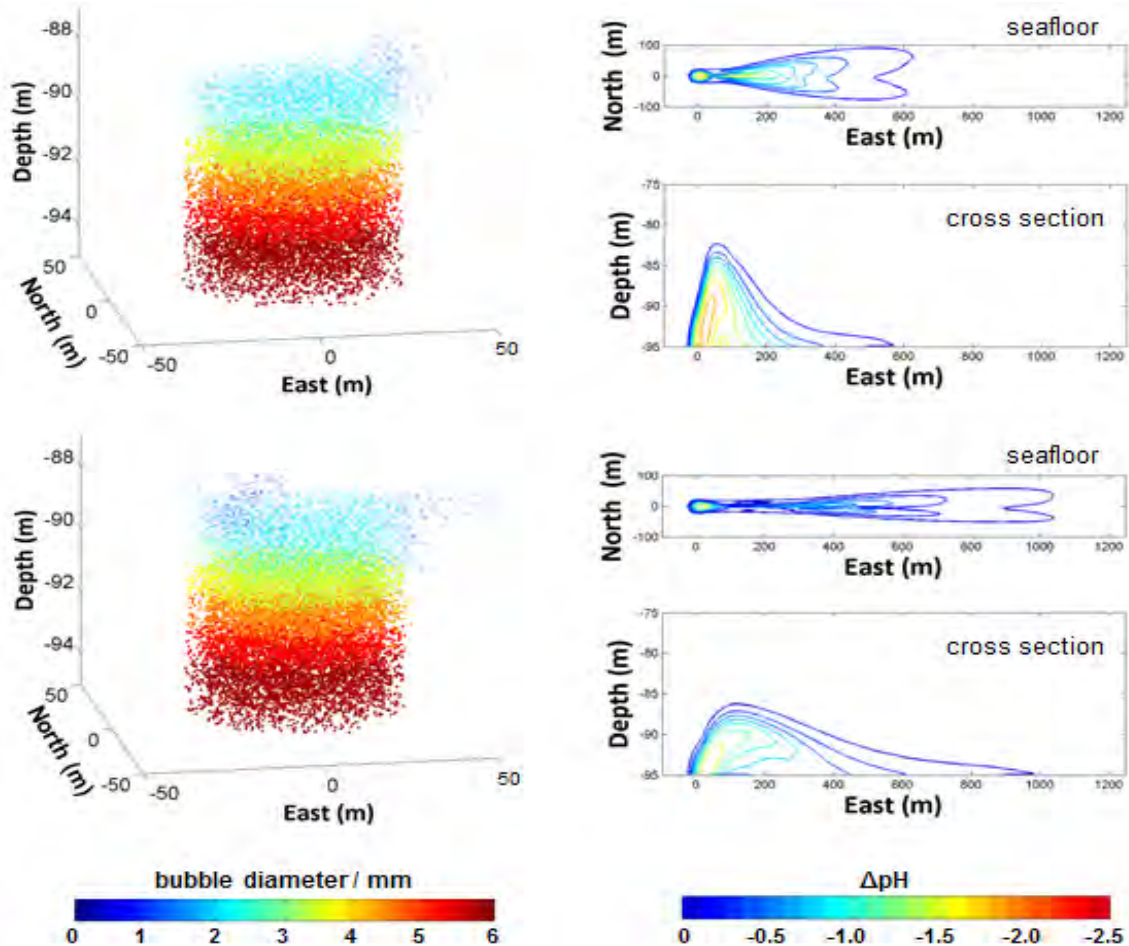 -88
-90
-92
-94
Depth (m)
50
0
-50
North (m)
-50
0
50
East (m)
seafloor
100
0
-100
North (m)
0 200 400 600 800 1000 1200
East (m)
cross section
-75
-80
-85
-90
-95
Depth (m)
0 200 400 600 800 1000 1200
East (m)
-88
-90
-92
-94
Depth (m)
50
0
-50
North (m)
-50
0
50
East (m)
seafloor
100
0
-100
North (m)
0 200 400 600 800 1000 1200
East (m)
cross section
-75
-80
-85
-90
-95
Depth (m)
0 200 400 600 800 1000 1200
East (m)
bubble diameter / mm
0 1 2 3 4 5 6
ΔpH
0 -0.5 -1.0 -1.5 -2.0 -2.5